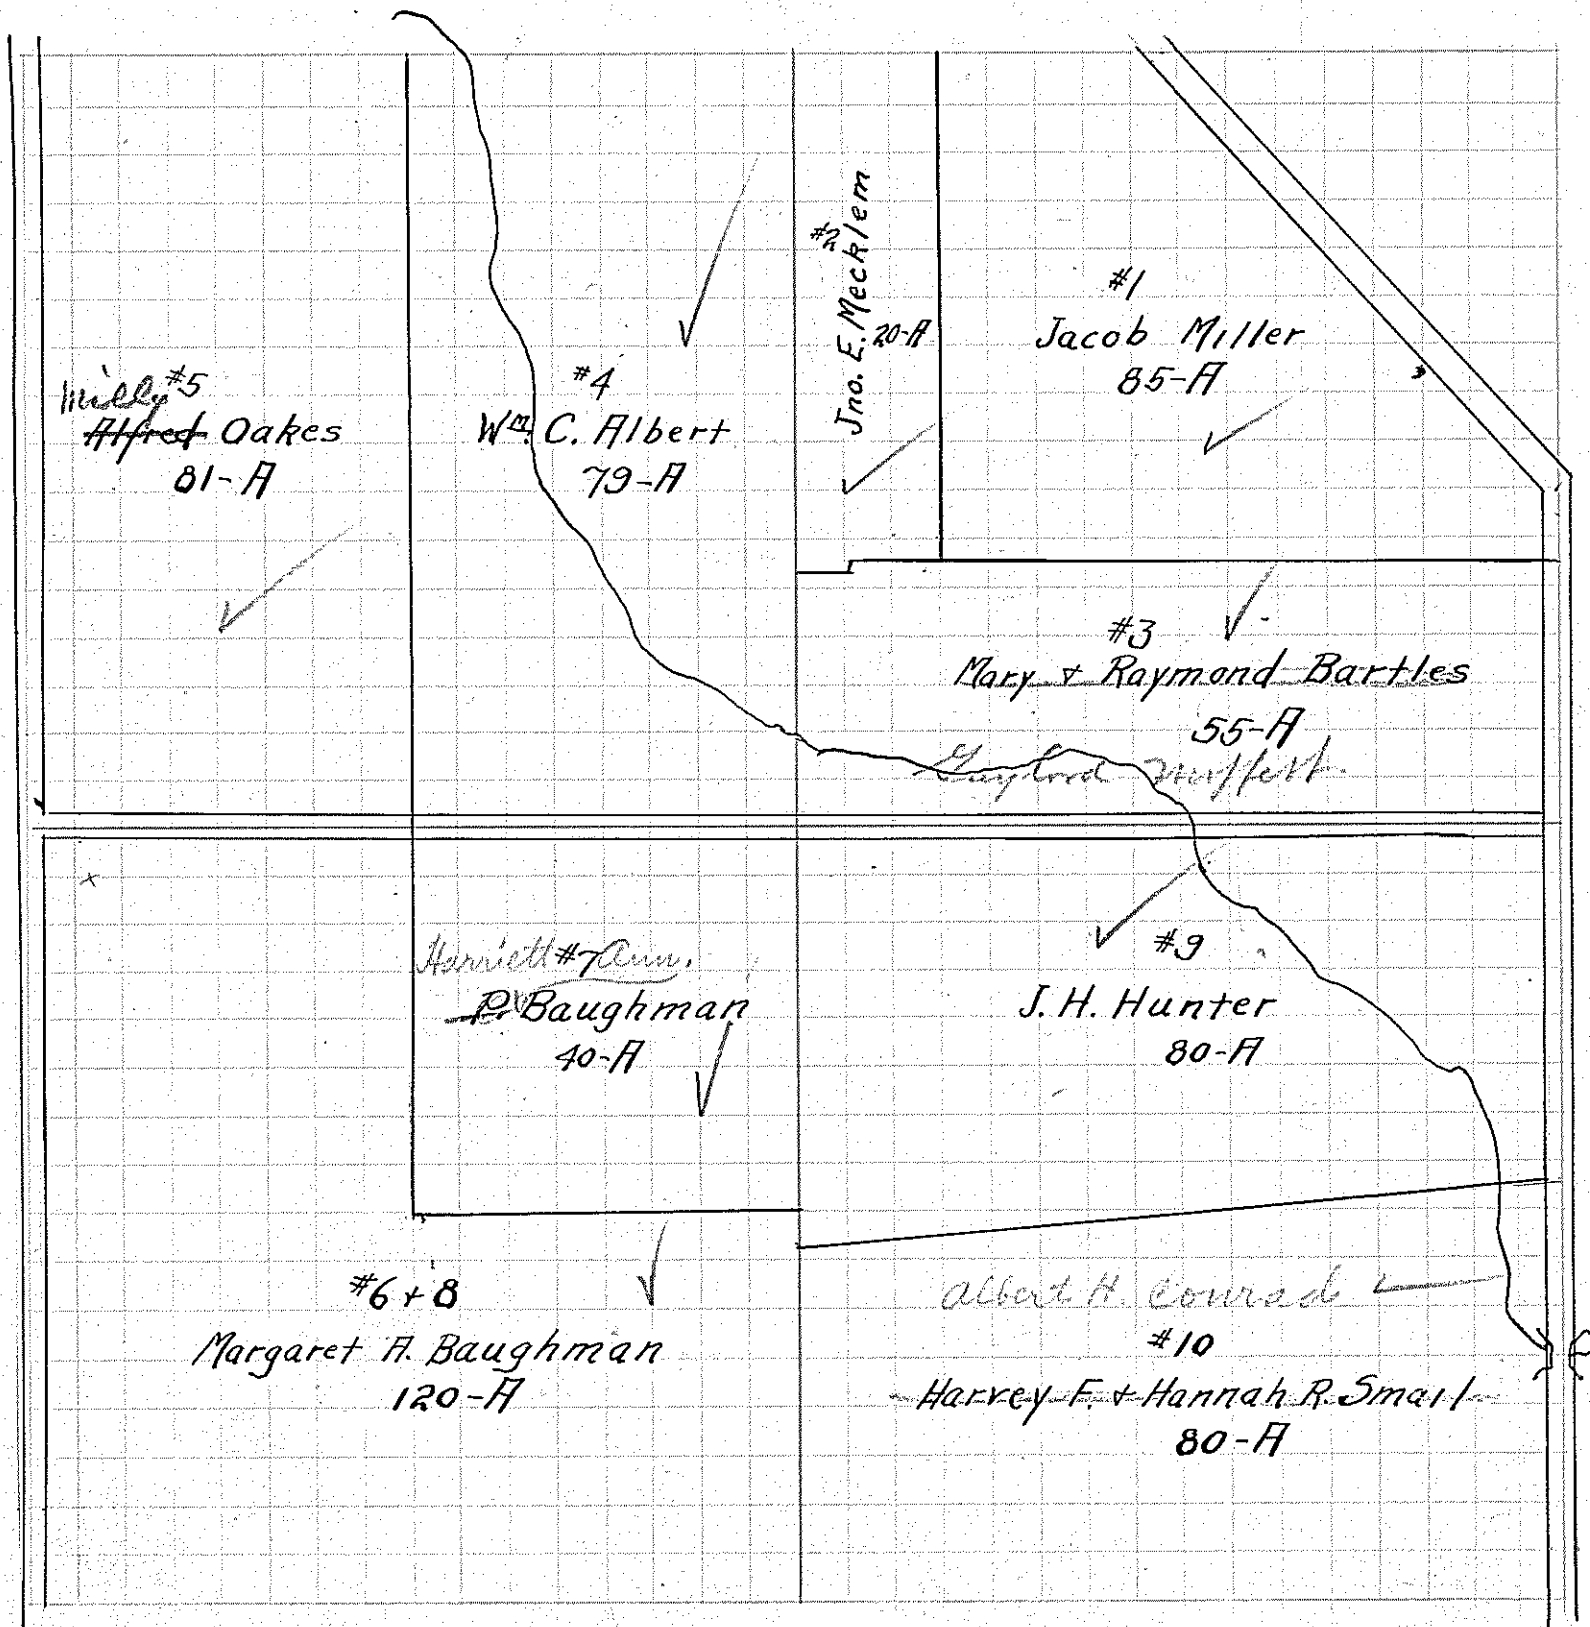 #2
Jno. E. Mecklem
20-A
#1
Jacob Miller
85-A
Milly #5
Alfred Oakes
81-A
#4
Wm. C. Albert
79-A
#3
Mary & Raymond Bartles
55-A
Gaylord Moffett.
Harriett #7 Ann.
P. Baughman
40-A
#9
J. H. Hunter
80-A
#6 & 8
Margaret A. Baughman
120-A
Albert H. Conrad
#10
Harvey F. & Hannah R. Smail
80-A